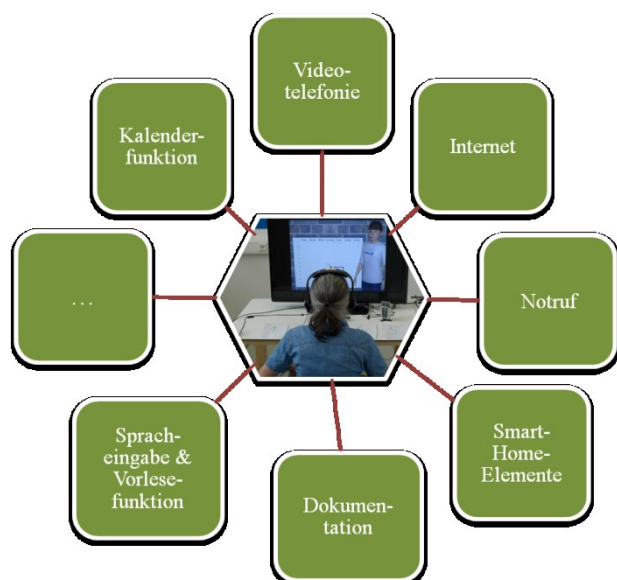 Video-
telefonie
Kalender-
funktion
Internet
. . .
Notruf
Sprach-
eingabe &
Vorlese-
funktion
Smart-
Home-
Elemente
Dokumen-
tation